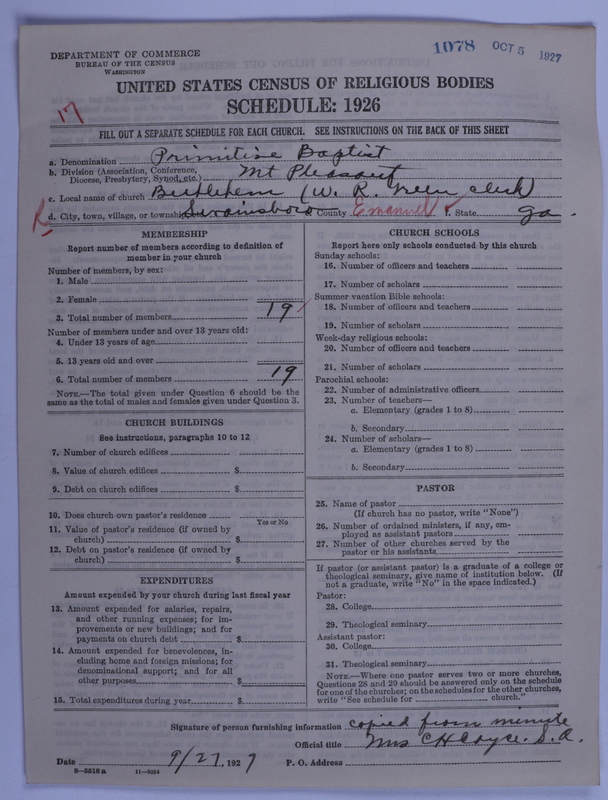 1078 OCT 5 1927
DEPARTMENT OF COMMERCE
BUREAU OF THE CENSUS
WASHINGTON
UNITED STATES CENSUS OF RELIGIOUS BODIES
SCHEDULE: 1926
17
FILL OUT A SEPARATE SCHEDULE FOR EACH CHURCH. SEE INSTRUCTIONS ON THE BACK OF THIS SHEET
a. Denomination Primitive Baptist
b. Division (Association, Conference, Diocese, Presbytery, Synod, etc.) Mt Pleasant
c. Local name of church Bethlehem (W. R. Green clerk)
d. City, town, village, or township Swainsboro County Emanuel State Ga.
MEMBERSHIP
Report number of members according to definition of
member in your church
Number of members, by sex:
1. Male
2. Female
3. Total number of members 19
Number of members under and over 13 years old:
4. Under 13 years of age
5. 13 years old and over
6. Total number of members 19
NOTE.—The total given under Question 6 should be the
same as the total of males and females given under Question 3.
CHURCH BUILDINGS
See instructions, paragraphs 10 to 12
7. Number of church edifices
8. Value of church edifices $
9. Debt on church edifices $
10. Does church own pastor's residence
Yes or No
11. Value of pastor's residence (if owned by
church) $
12. Debt on pastor's residence (if owned by
church) $
EXPENDITURES
Amount expended by your church during last fiscal year
13. Amount expended for salaries, repairs,
and other running expenses; for im-
provements or new buildings; and for
payments on church debt $
14. Amount expended for benevolences, in-
cluding home and foreign missions; for
denominational support; and for all
other purposes $
15. Total expenditures during year $
CHURCH SCHOOLS
Report here only schools conducted by this church
Sunday schools:
16. Number of officers and teachers
17. Number of scholars
Summer vacation Bible schools:
18. Number of officers and teachers
19. Number of scholars
Week-day religious schools:
20. Number of officers and teachers
21. Number of scholars
Parochial schools:
22. Number of administrative officers
23. Number of teachers—
a. Elementary (grades 1 to 8)
b. Secondary
24. Number of scholars—
a. Elementary (grades 1 to 8)
b. Secondary
PASTOR
25. Name of pastor
(If church has no pastor, write "None")
26. Number of ordained ministers, if any, em-
ployed as assistant pastors
27. Number of other churches served by the
pastor or his assistants
If pastor (or assistant pastor) is a graduate of a college or
theological seminary, give name of institution below. (If
not a graduate, write "No" in the space indicated.)
Pastor:
28. College
29. Theological seminary
Assistant pastor:
30. College
31. Theological seminary
NOTE.—Where one pastor serves two or more churches,
Questions 28 and 29 should be answered only on the schedule
for one of the churches; on the schedules for the other churches,
write "See schedule for church."
Signature of person furnishing information copied from minute
Official title Mrs C H S. A.
Date 9/27, 1927 P. O. Address
8—5518 a 11—9024